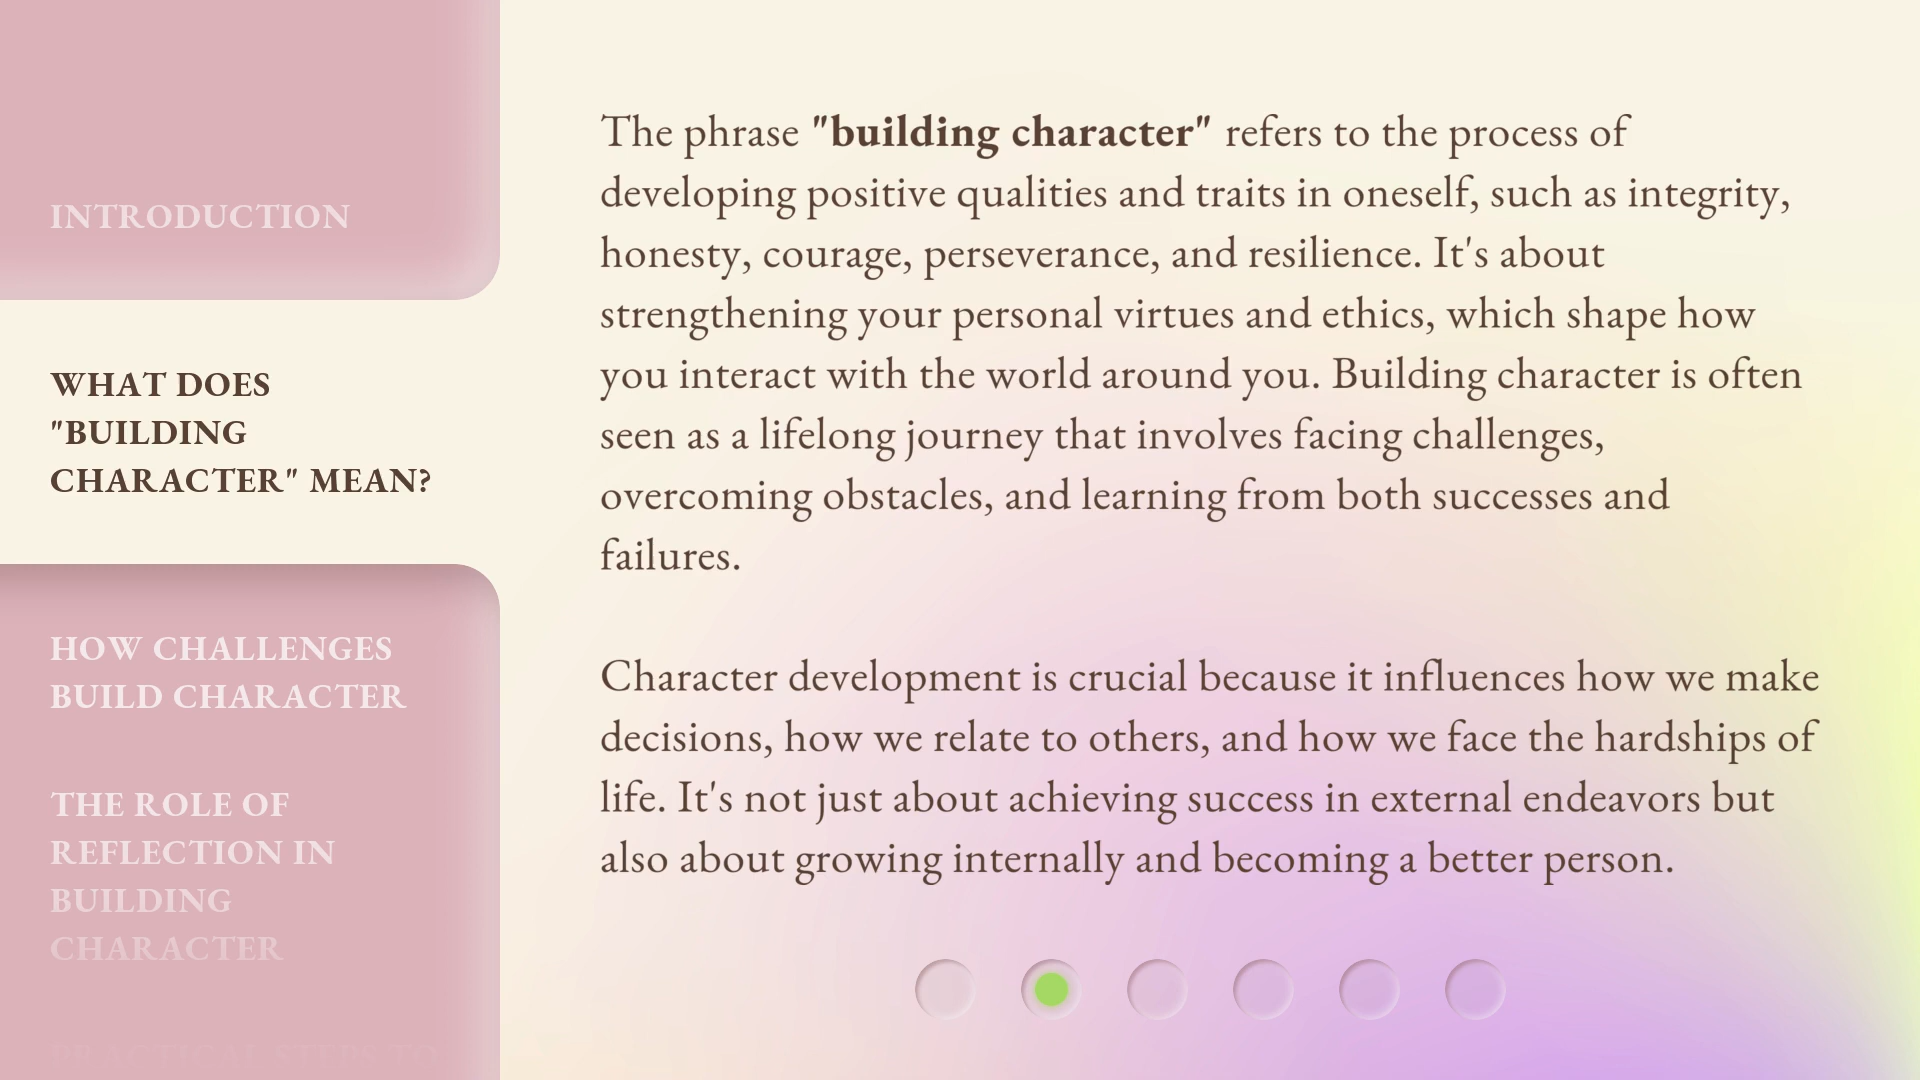 INTRODUCTION
WHAT DOES
"BUILDING
CHARACTER" MEAN?
HOW CHALLENGES
BUILD CHARACTER
THE ROLE OF
REFLECTION IN
BUILDING
CHARACTER
PRACTICAL STEPS TO
The phrase "building character" refers to the process of
developing positive qualities and traits in oneself, such as integrity,
honesty, courage, perseverance, and resilience. It's about
strengthening your personal virtues and ethics, which shape how
you interact with the world around you. Building character is often
seen as a lifelong journey that involves facing challenges,
overcoming obstacles, and learning from both successes and
failures.
Character development is crucial because it influences how we make
decisions, how we relate to others, and how we face the hardships of
life. It's not just about achieving success in external endeavors but
also about growing internally and becoming a better person.